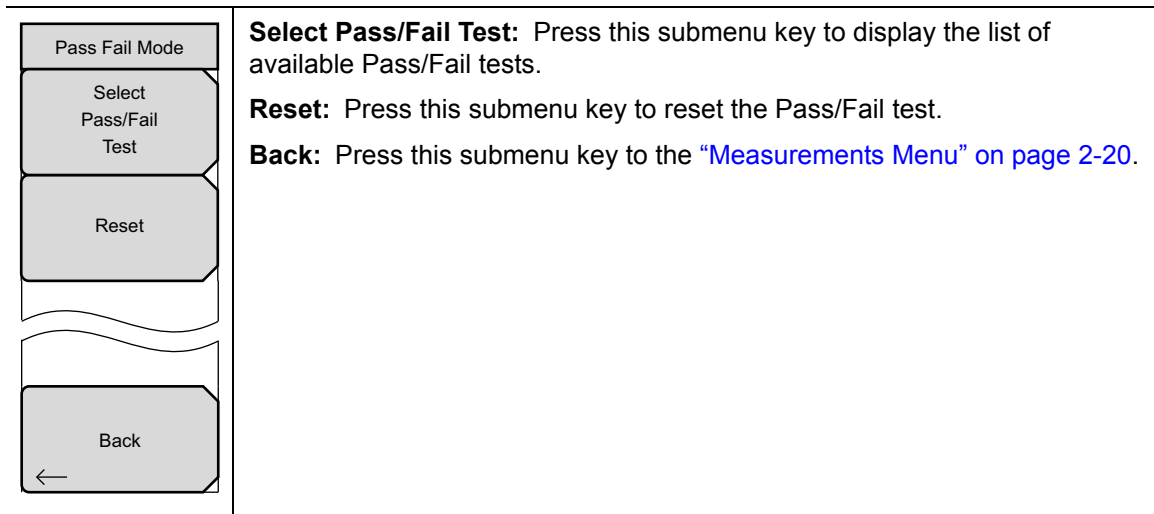 Pass Fail Mode
Select
Pass/Fail
Test
Reset
Back
Select Pass/Fail Test: Press this submenu key to display the list of
available Pass/Fail tests.
Reset: Press this submenu key to reset the Pass/Fail test.
Back: Press this submenu key to the “Measurements Menu” on page 2-20.